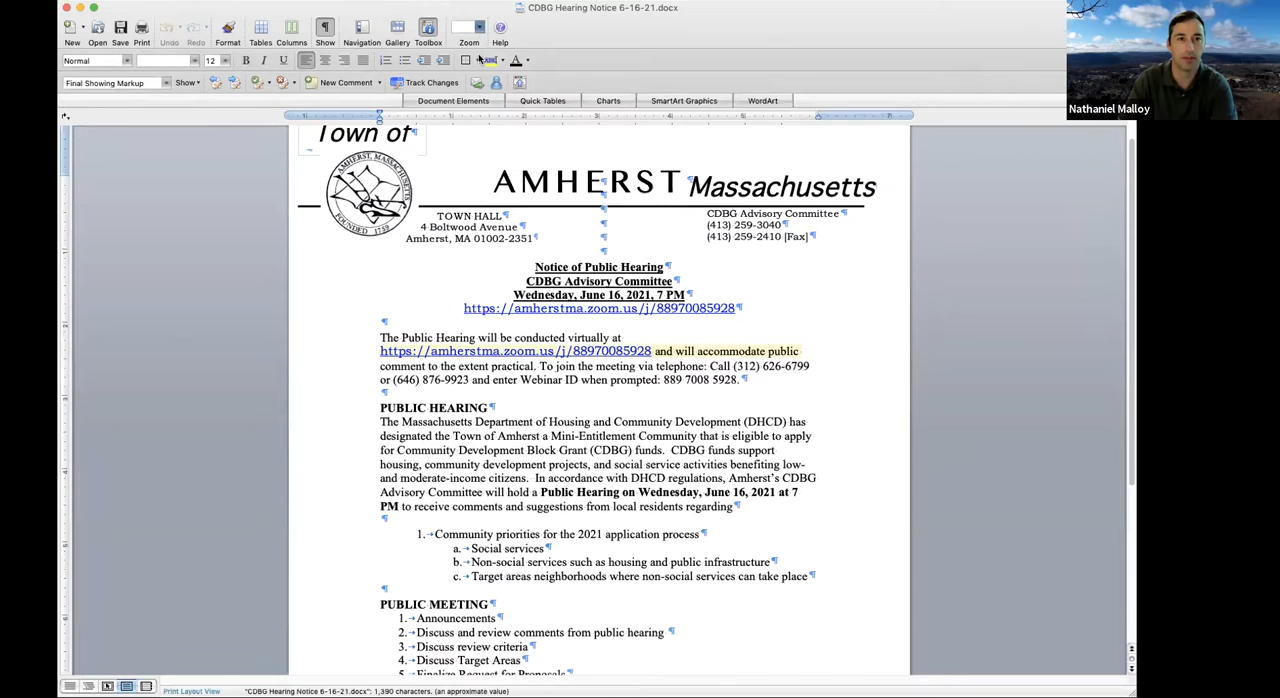 CDBG Hearing Notice 6-16-21.docx
New Open Save Print Undo Redo Format Tables Columns Show Navigation Gallery Toolbox Zoom Help
Normal 12 B I U A
Final Showing Markup Show New Comment Track Changes
Document Elements Quick Tables Charts SmartArt Graphics WordArt
Nathaniel Malloy
Town of
AMHERST Massachusetts
AMHERST, MASSACHUSETTS
FOUNDED 1759
TOWN HALL
4 Boltwood Avenue
Amherst, MA 01002-2351
CDBG Advisory Committee
(413) 259-3040
(413) 259-2410 [Fax]
Notice of Public Hearing
CDBG Advisory Committee
Wednesday, June 16, 2021, 7 PM
https://amherstma.zoom.us/j/88970085928
The Public Hearing will be conducted virtually at
https://amherstma.zoom.us/j/88970085928 and will accommodate public
comment to the extent practical. To join the meeting via telephone: Call (312) 626-6799
or (646) 876-9923 and enter Webinar ID when prompted: 889 7008 5928.
PUBLIC HEARING
The Massachusetts Department of Housing and Community Development (DHCD) has
designated the Town of Amherst a Mini-Entitlement Community that is eligible to apply
for Community Development Block Grant (CDBG) funds. CDBG funds support
housing, community development projects, and social service activities benefiting low-
and moderate-income citizens. In accordance with DHCD regulations, Amherst's CDBG
Advisory Committee will hold a Public Hearing on Wednesday, June 16, 2021 at 7
PM to receive comments and suggestions from local residents regarding
1. Community priorities for the 2021 application process
a. Social services
b. Non-social services such as housing and public infrastructure
c. Target areas neighborhoods where non-social services can take place
PUBLIC MEETING
1. Announcements
2. Discuss and review comments from public hearing
3. Discuss review criteria
4. Discuss Target Areas
5. Finalize Request for Proposals
Print Layout View "CDBG Hearing Notice 6-16-21.docx": 1,390 characters. (an approximate value)